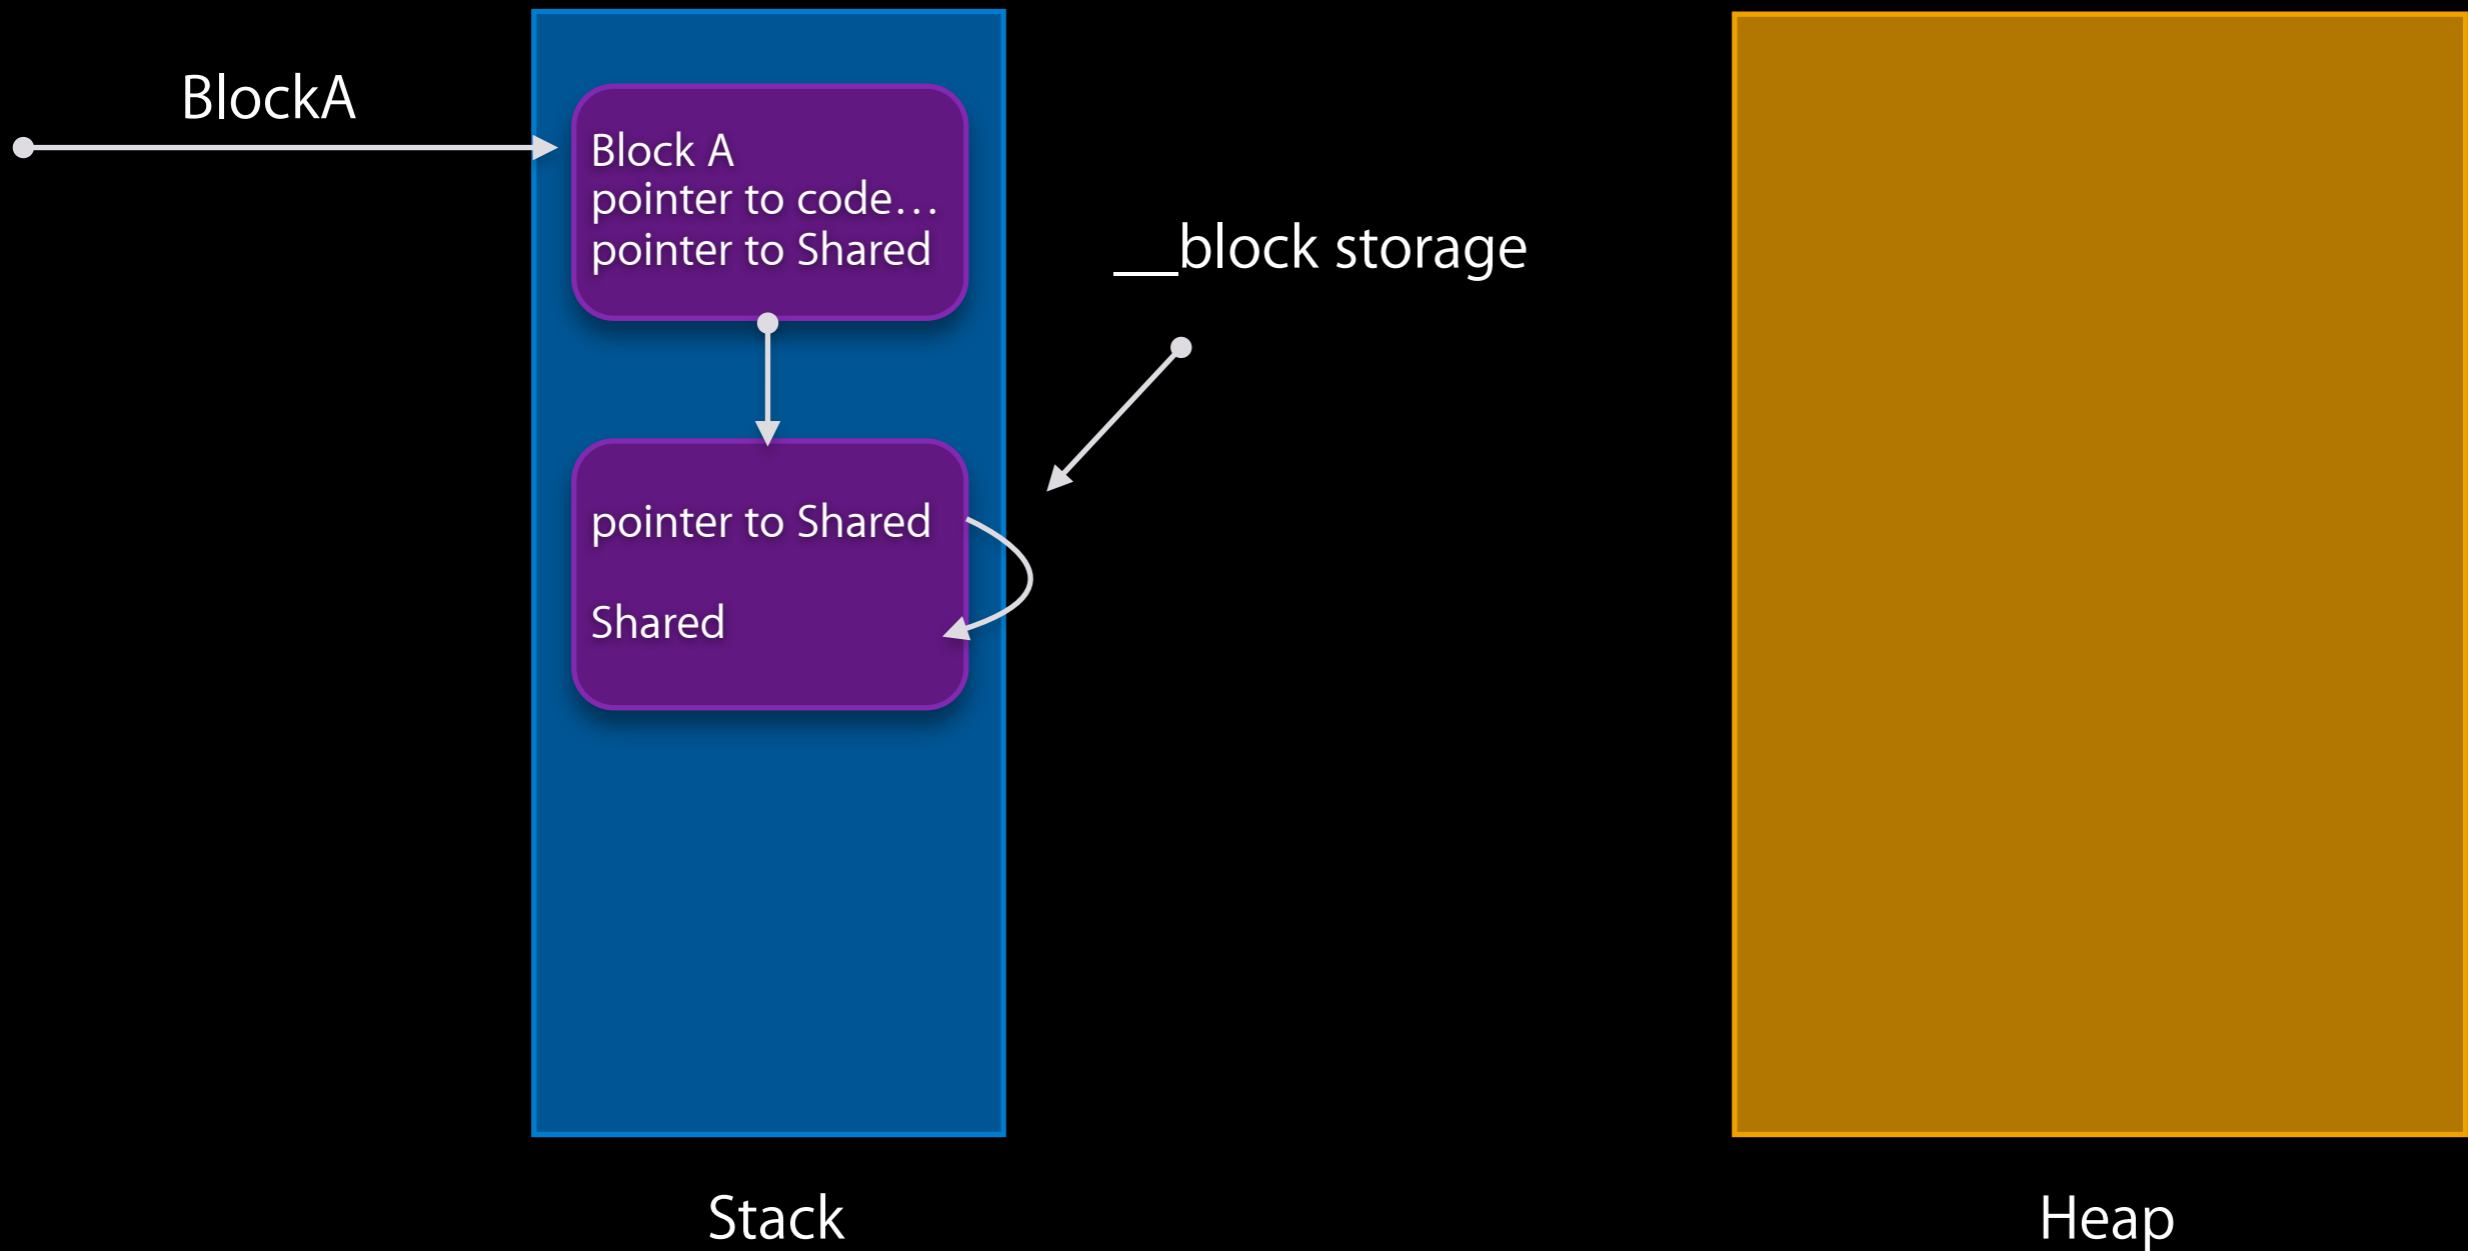 BlockA
Block A
pointer to code…
pointer to Shared
__block storage
pointer to Shared
Shared
Stack
Heap